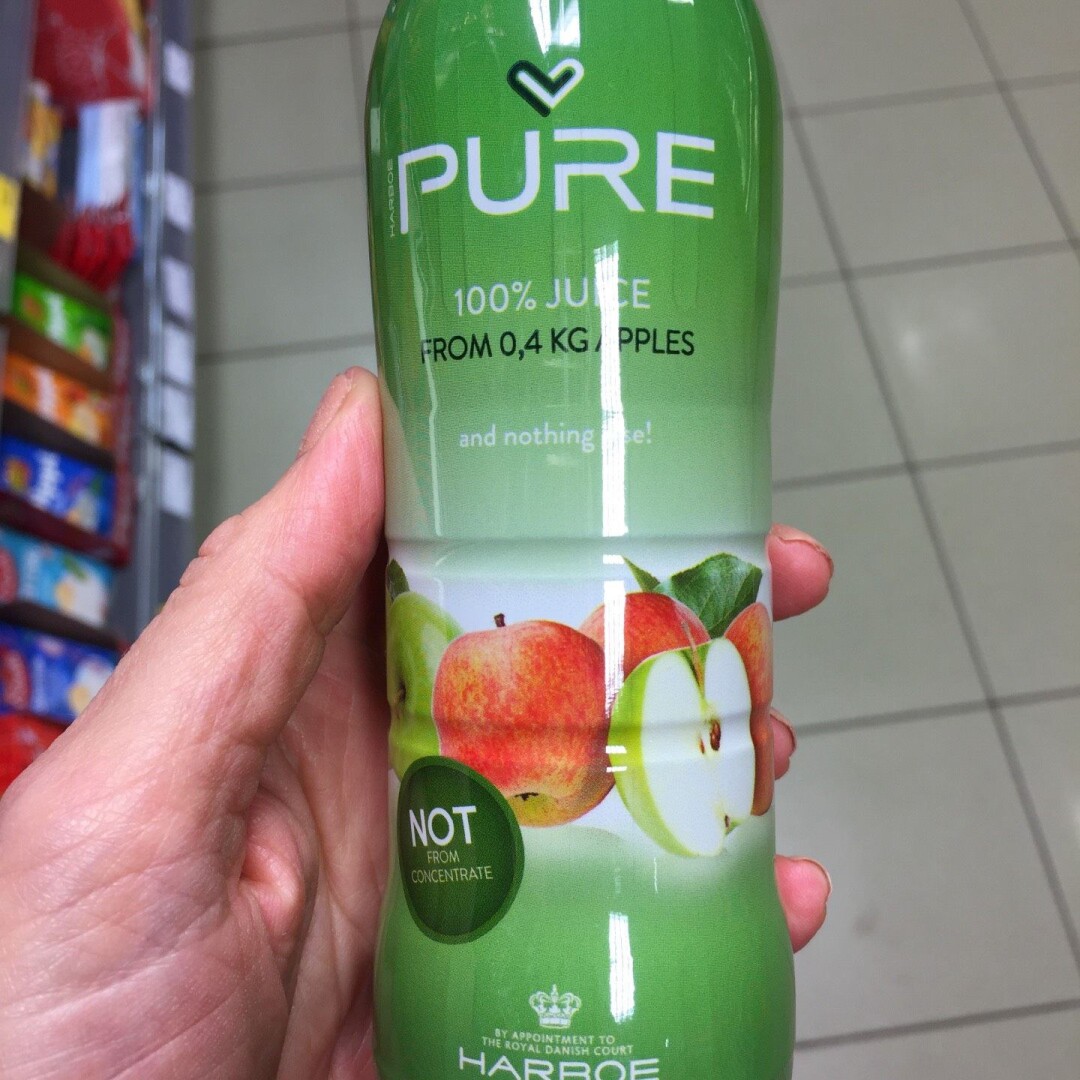 HARBOE
PURE
100% JUICE
FROM 0,4 KG APPLES
and nothing else!
NOT
FROM
CONCENTRATE
BY APPOINTMENT TO
THE ROYAL DANISH COURT
HARBOE